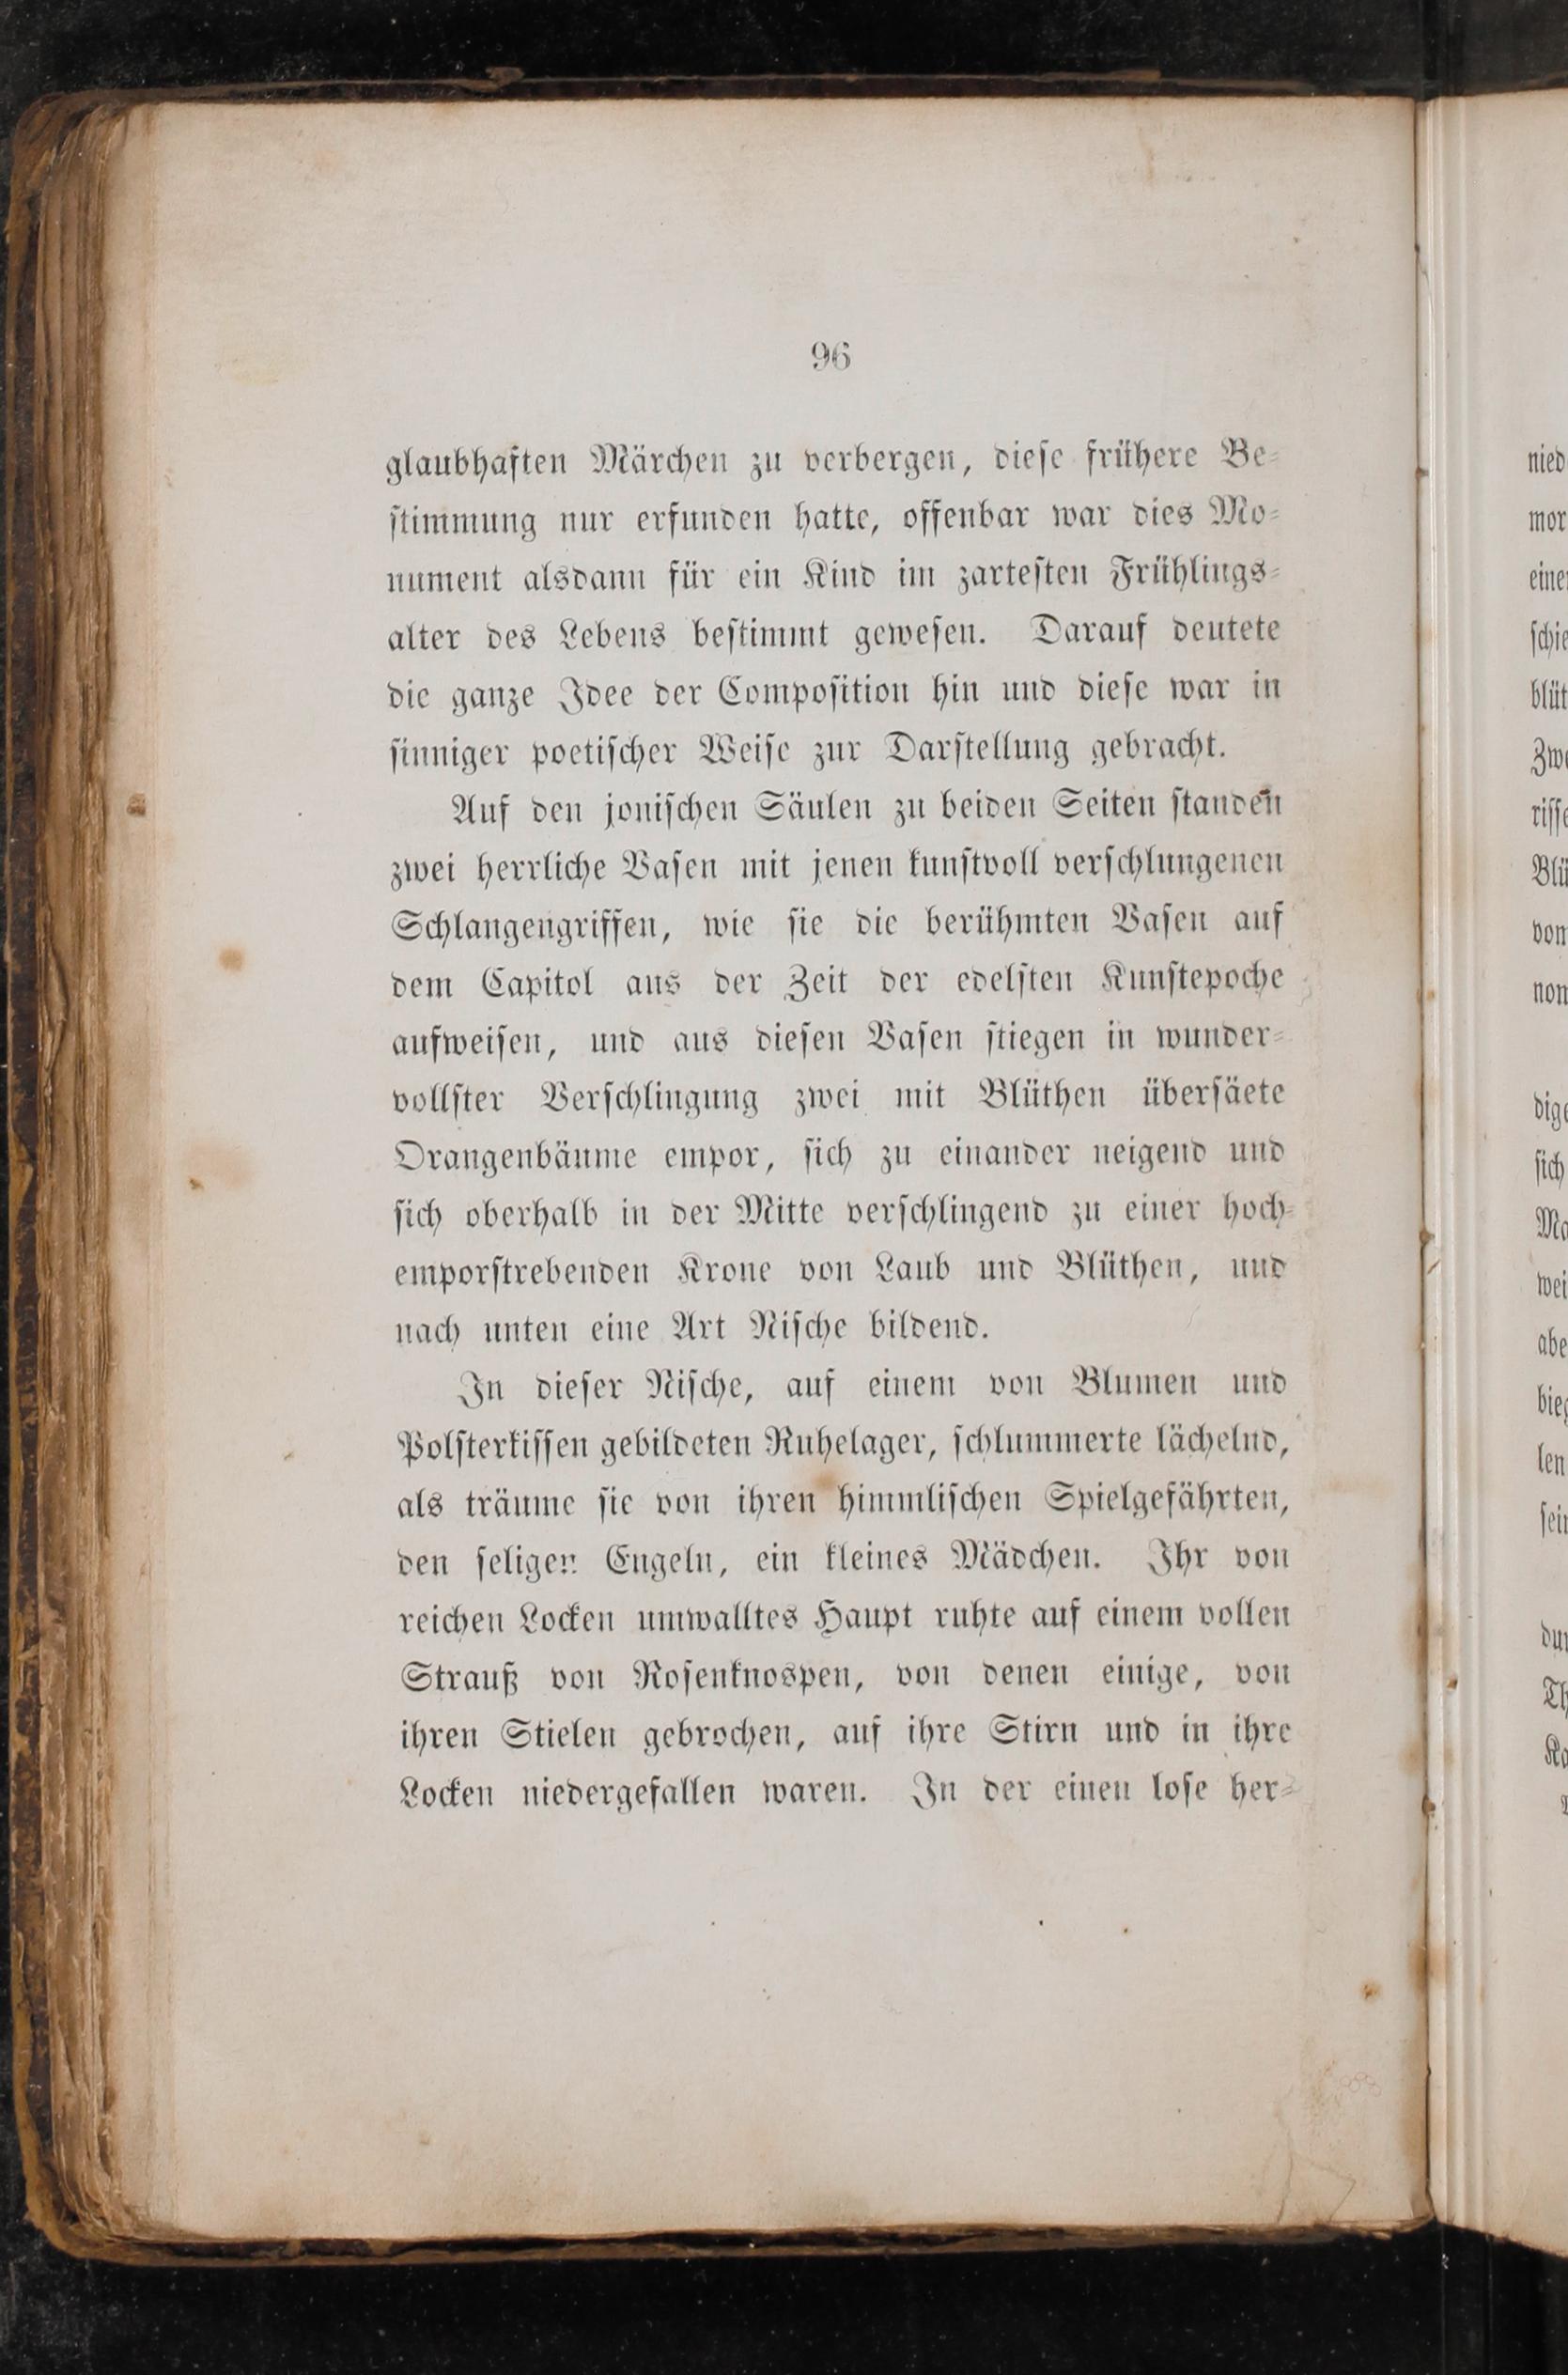 96
glaubhaften Märchen zu verbergen, dieſe frühere Be⸗
ſtimmung nur erfunden hatte, offenbar war dies Mo⸗
nument alsdann für ein Kind im zarteſten Frühlings⸗
alter des Lebens beſtimmt geweſen. Darauf deutete
die ganze Idee der Compoſition hin und dieſe war in
ſinniger poetiſcher Weiſe zur Darſtellung gebracht.
Auf den joniſchen Säulen zu beiden Seiten ſtanden
zwei herrliche Vaſen mit jenen kunſtvoll verſchlungenen
Schlangengriffen, wie ſie die berühmten Vaſen auf
dem Capitol aus der Zeit der edelſten Kunſtepoche
aufweiſen, und aus dieſen Vaſen ſtiegen in wunder⸗
vollſter Verſchlingung zwei mit Blüthen überſäete
Orangenbäume empor, ſich zu einander neigend und
ſich oberhalb in der Mitte verſchlingend zu einer hoch⸗
emporſtrebenden Krone von Laub und Blüthen, und
nach unten eine Art Niſche bildend.
In dieſer Niſche, auf einem von Blumen und
Polſterkiſſen gebildeten Ruhelager, ſchlummerte lächelnd,
als träume ſie von ihren himmliſchen Spielgefährten,
den ſeligen Engeln, ein kleines Mädchen. Ihr von
reichen Locken umwalltes Haupt ruhte auf einem vollen
Strauß von Roſenknospen, von denen einige, von
ihren Stielen gebrochen, auf ihre Stirn und in ihre
Locken niedergefallen waren. In der einen loſe her⸗